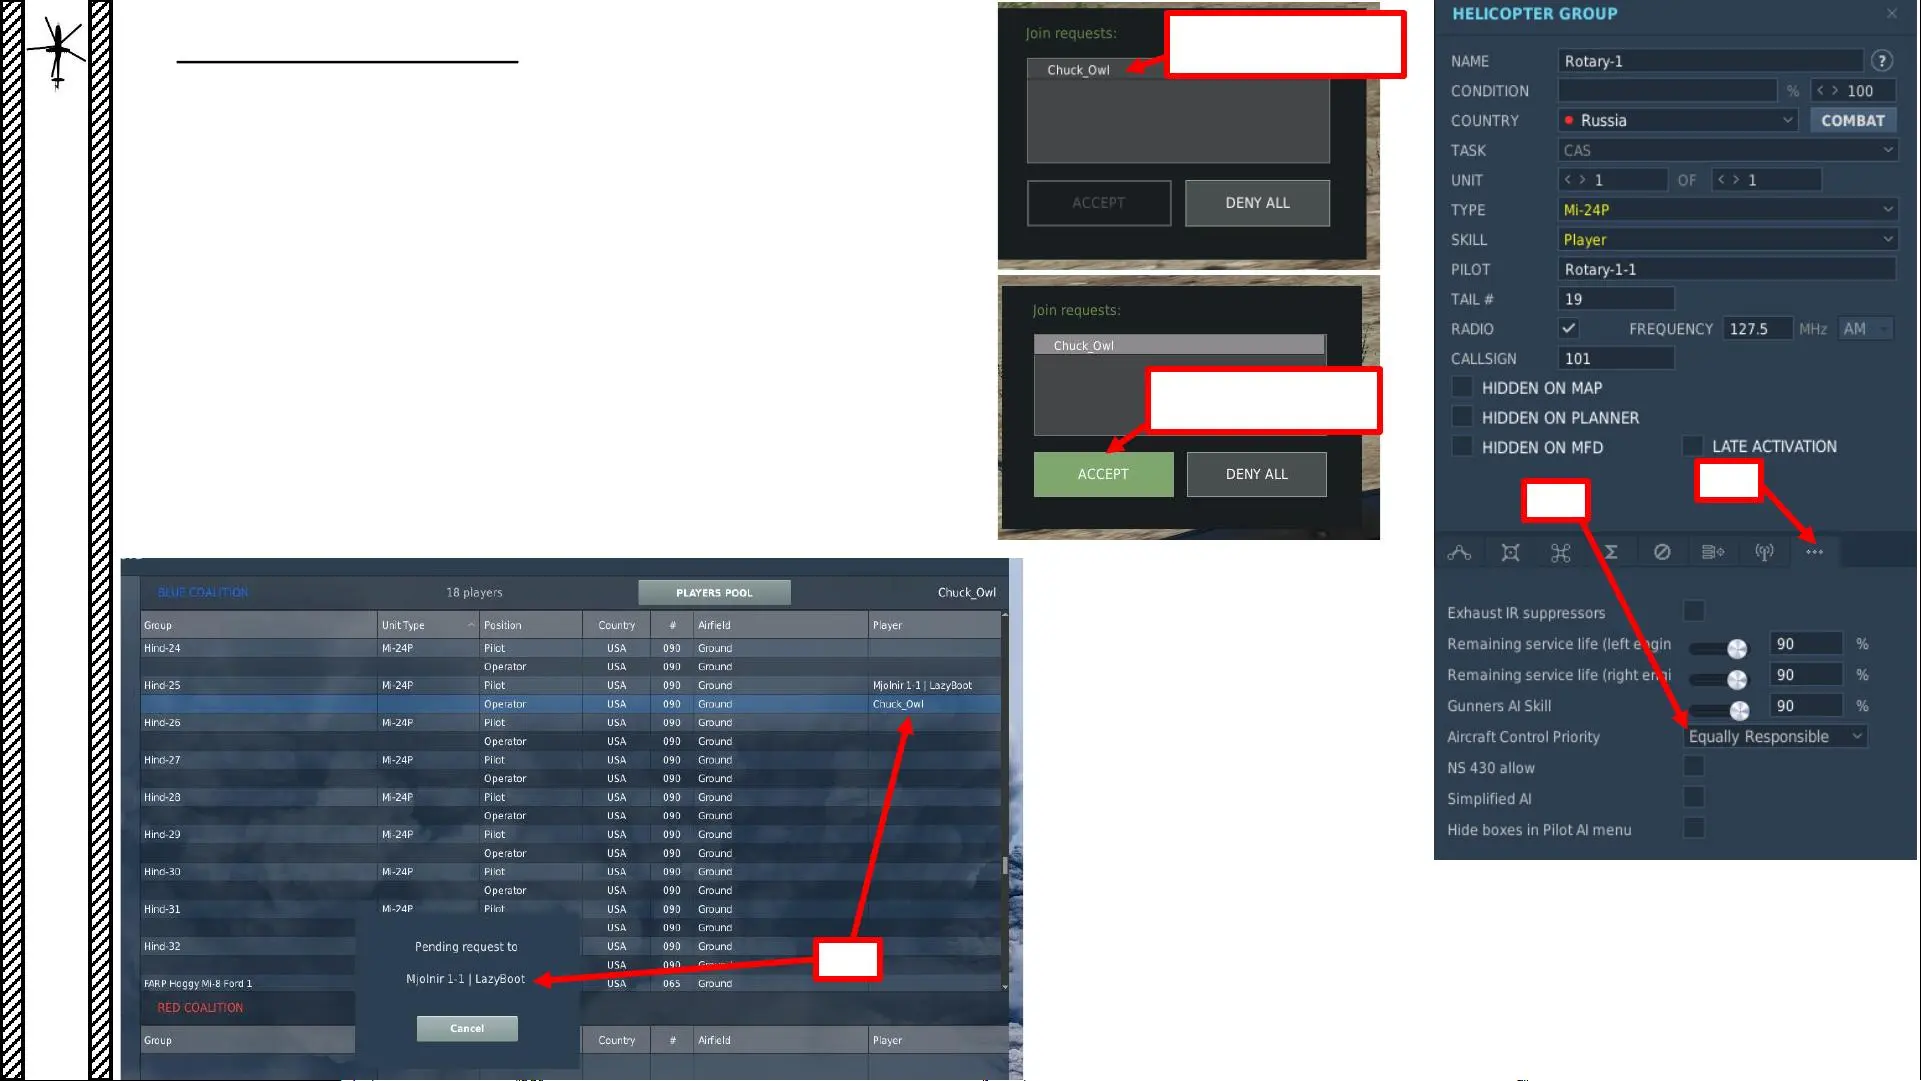 Join requests:
Chuck_Owl
ACCEPT
DENY ALL
Join requests:
Chuck_Owl
ACCEPT
DENY ALL
HELICOPTER GROUP
NAME Rotary-1 ?
CONDITION % < > 100
COUNTRY Russia COMBAT
TASK CAS
UNIT < > 1 OF < > 1
TYPE Mi-24P
SKILL Player
PILOT Rotary-1-1
TAIL # 19
RADIO FREQUENCY 127.5 MHz AM
CALLSIGN 101
HIDDEN ON MAP
HIDDEN ON PLANNER
HIDDEN ON MFD LATE ACTIVATION
Exhaust IR suppressors
Remaining service life (left engin 90 %
Remaining service life (right engi 90 %
Gunners AI Skill 90 %
Aircraft Control Priority Equally Responsible
NS 430 allow
Simplified AI
Hide boxes in Pilot AI menu
BLUE COALITION 18 players PLAYERS POOL Chuck_Owl
Group Unit Type Position Country # Airfield Player
Hind-24 Mi-24P Pilot USA 090 Ground
Operator USA 090 Ground
Hind-25 Mi-24P Pilot USA 090 Ground Mjolnir 1-1 | LazyBoot
Operator USA 090 Ground Chuck_Owl
Hind-26 Mi-24P Pilot USA 090 Ground
Operator USA 090 Ground
Hind-27 Mi-24P Pilot USA 090 Ground
Operator USA 090 Ground
Hind-28 Mi-24P Pilot USA 090 Ground
Operator USA 090 Ground
Hind-29 Mi-24P Pilot USA 090 Ground
Operator USA 090 Ground
Hind-30 Mi-24P Pilot USA 090 Ground
Operator USA 090 Ground
Hind-31 Mi-24P Pilot USA 090 Ground
USA 090 Ground
Hind-32 USA 090 Ground
USA 090 Ground
FARP Hoggy Mi-8 Ford 1 USA 065 Ground
Pending request to
Mjolnir 1-1 | LazyBoot
Cancel
RED COALITION
Group Country # Airfield Player